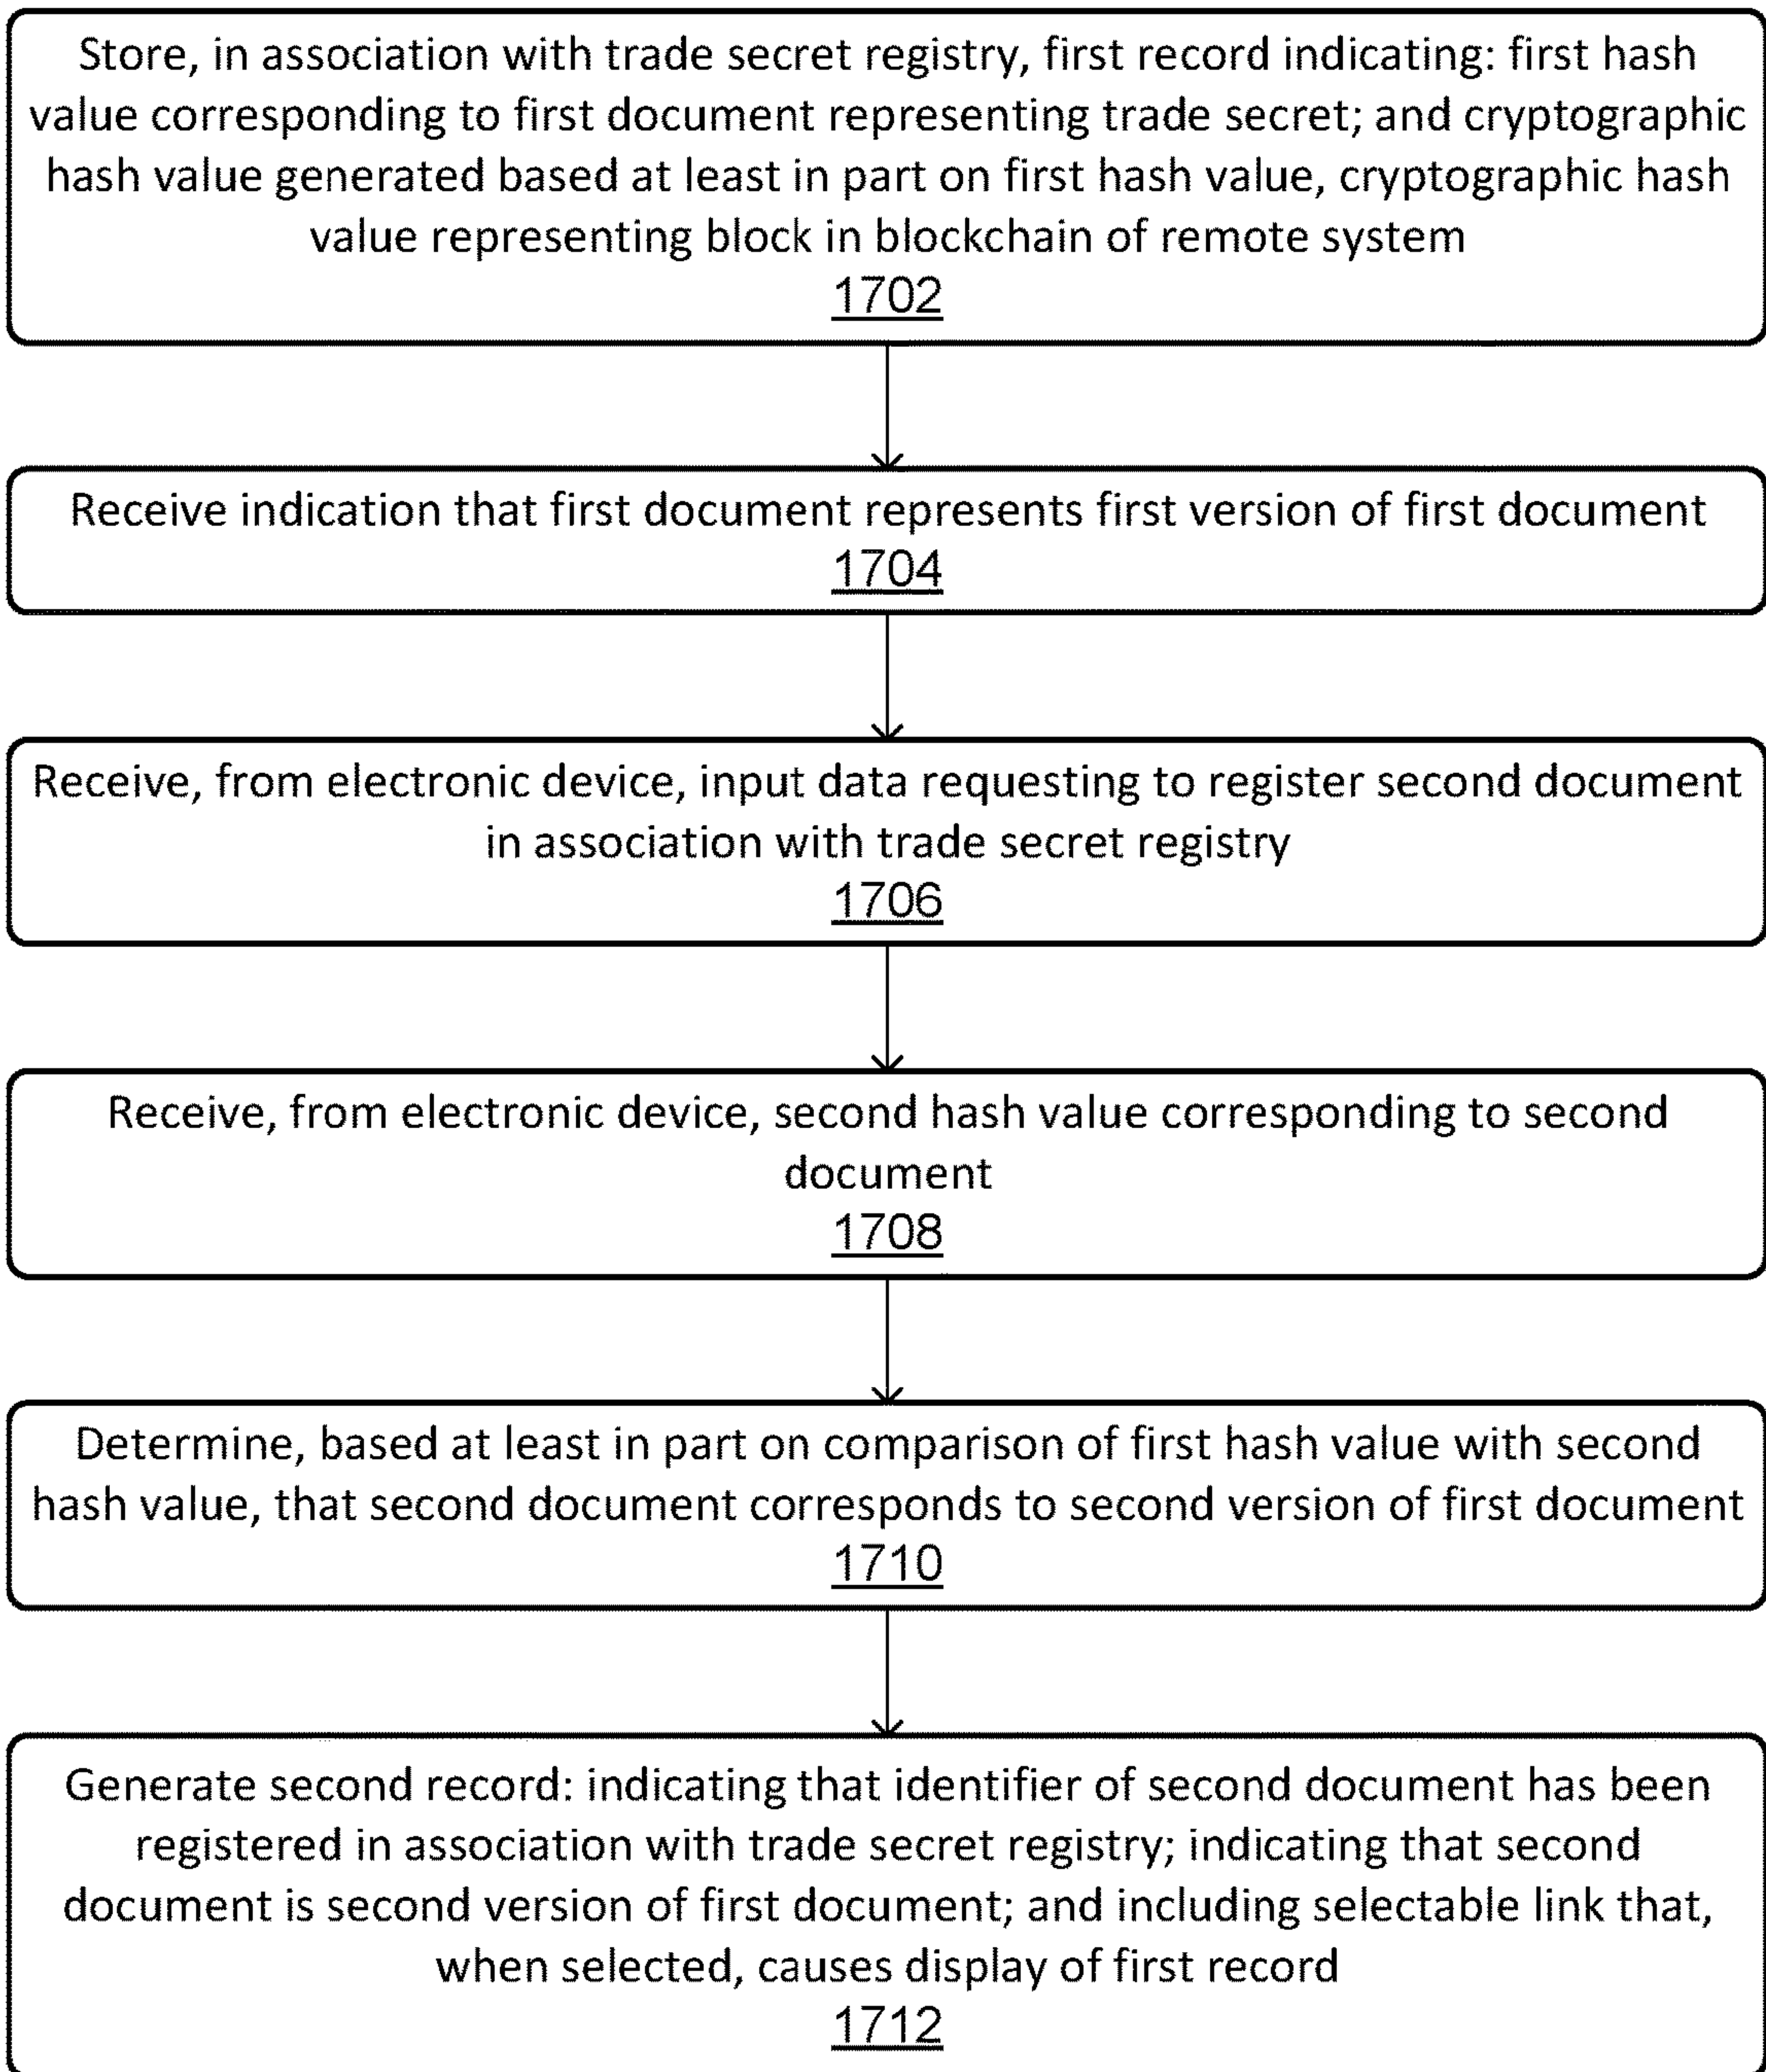 Store, in association with trade secret registry, first record indicating: first hash
value corresponding to first document representing trade secret; and cryptographic
hash value generated based at least in part on first hash value, cryptographic hash
value representing block in blockchain of remote system
1702
Receive indication that first document represents first version of first document
1704
Receive, from electronic device, input data requesting to register second document
in association with trade secret registry
1706
Receive, from electronic device, second hash value corresponding to second
document
1708
Determine, based at least in part on comparison of first hash value with second
hash value, that second document corresponds to second version of first document
1710
Generate second record: indicating that identifier of second document has been
registered in association with trade secret registry; indicating that second
document is second version of first document; and including selectable link that,
when selected, causes display of first record
1712